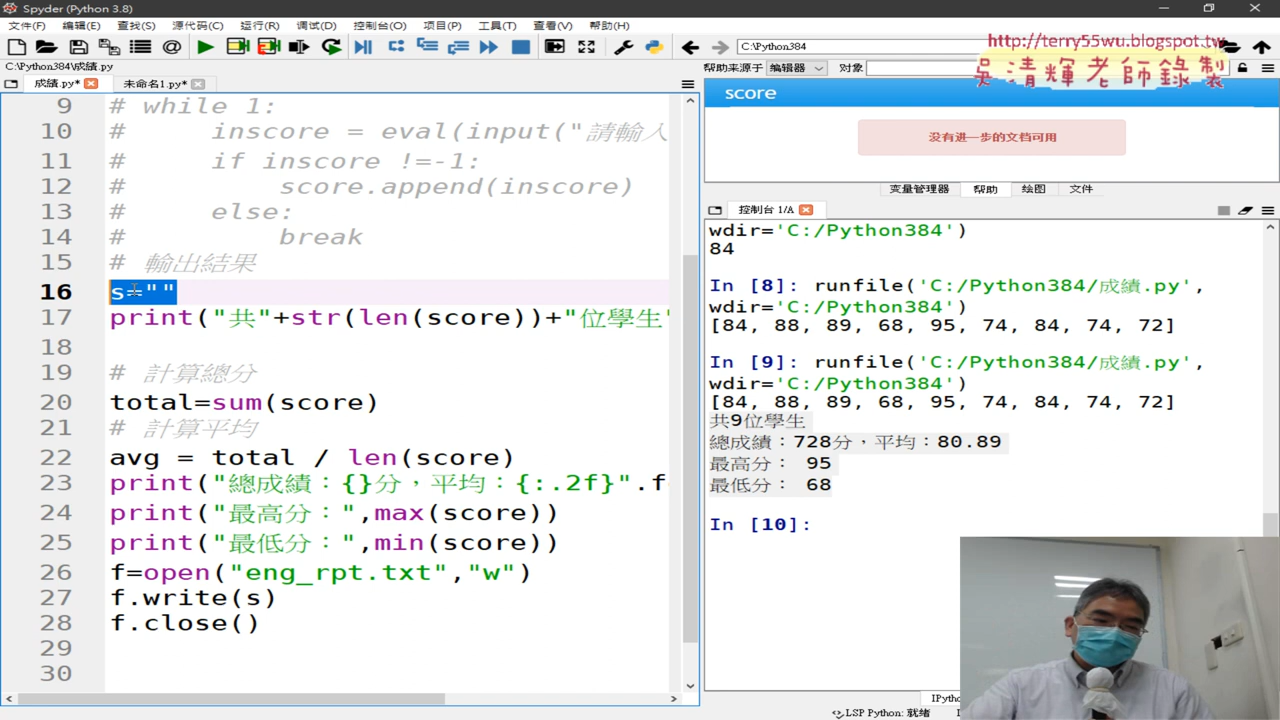 Spyder (Python 3.8)
文件(F) 编辑(E) 查找(S) 源代码(C) 运行(R) 调试(D) 控制台(O) 项目(P) 工具(T) 查看(V) 帮助(H)
C:\Python384
http://terry55wu.blogspot.tw
吳清輝老師錄製
C:\Python384\成績.py
成績.py* 未命名1.py*
帮助来源于 编辑器 对象
score
没有进一步的文档可用
变量管理器 帮助 绘图 文件
控制台 1/A
9 # while 1:
10 # inscore = eval(input("請輸入
11 # if inscore !=-1:
12 # score.append(inscore)
13 # else:
14 # break
15 # 輸出結果
16 s=""
17 print("共"+str(len(score))+"位學生"
18
19 # 計算總分
20 total=sum(score)
21 # 計算平均
22 avg = total / len(score)
23 print("總成績：{}分，平均：{:.2f}".f
24 print("最高分：",max(score))
25 print("最低分：",min(score))
26 f=open("eng_rpt.txt","w")
27 f.write(s)
28 f.close()
29
30
wdir='C:/Python384')
84
In [8]: runfile('C:/Python384/成績.py',
wdir='C:/Python384')
[84, 88, 89, 68, 95, 74, 84, 74, 72]
In [9]: runfile('C:/Python384/成績.py',
wdir='C:/Python384')
[84, 88, 89, 68, 95, 74, 84, 74, 72]
共9位學生
總成績：728分，平均：80.89
最高分： 95
最低分： 68
In [10]:
IPytho
LSP Python: 就绪